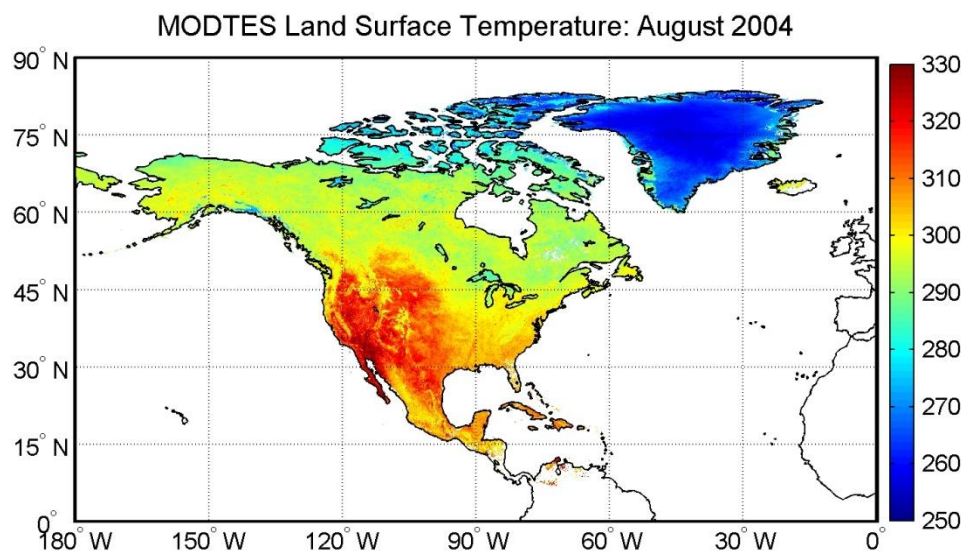 MODTES Land Surface Temperature: August 2004
90° N
75° N
60° N
45° N
30° N
15° N
0°
180° W
150° W
120° W
90° W
60° W
30° W
0°
330
320
310
300
290
280
270
260
250